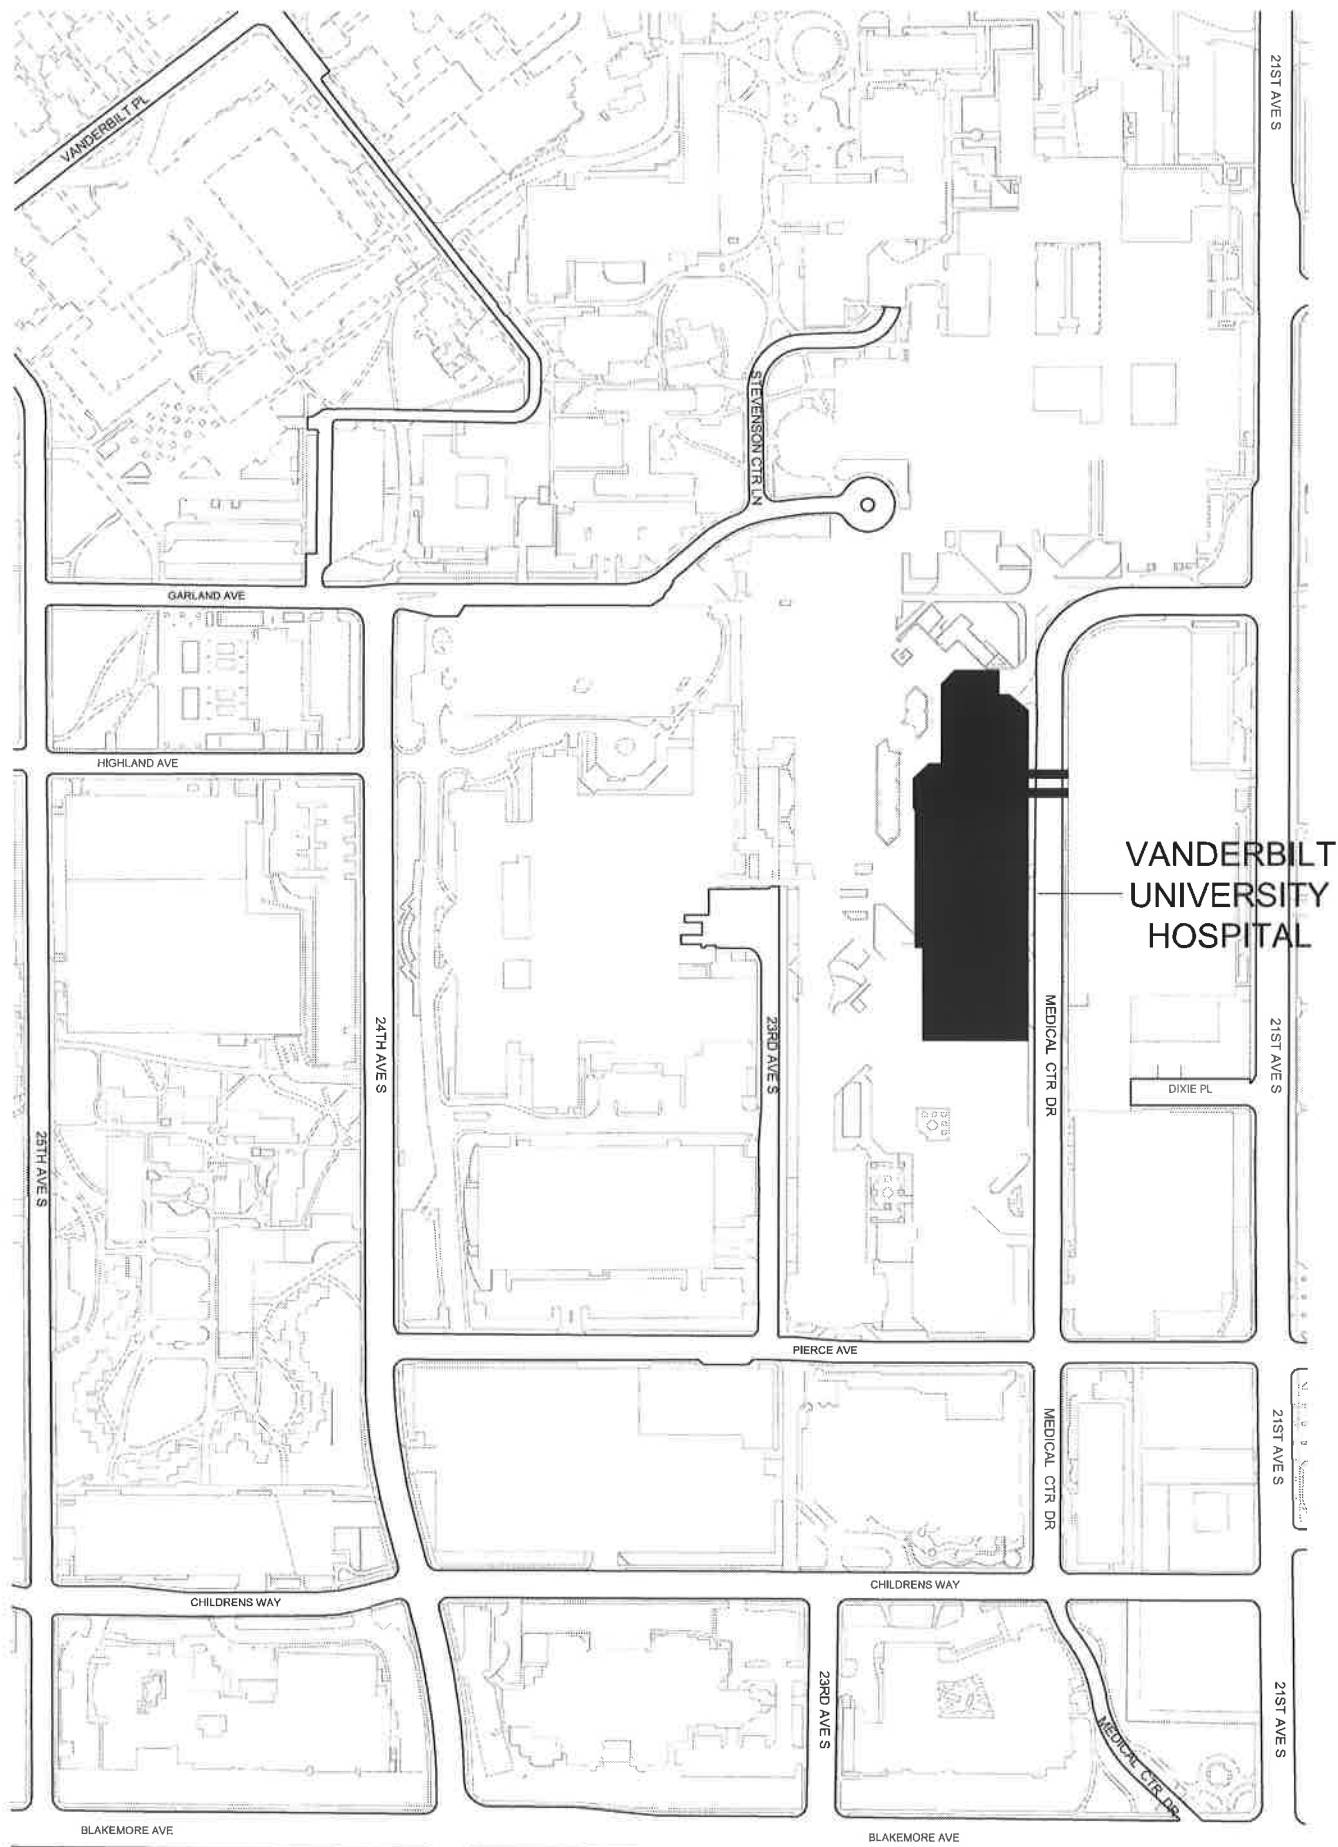 21ST AVE S
VANDERBILT PL
STEVENSON CTR LN
GARLAND AVE
HIGHLAND AVE
VANDERBILT
UNIVERSITY
HOSPITAL
24TH AVE S
23RD AVE S
MEDICAL CTR DR
21ST AVE S
DIXIE PL
25TH AVE S
PIERCE AVE
MEDICAL CTR DR
21ST AVE S
CHILDRENS WAY
CHILDRENS WAY
23RD AVE S
MEDICAL CTR DR
21ST AVE S
BLAKEMORE AVE
BLAKEMORE AVE